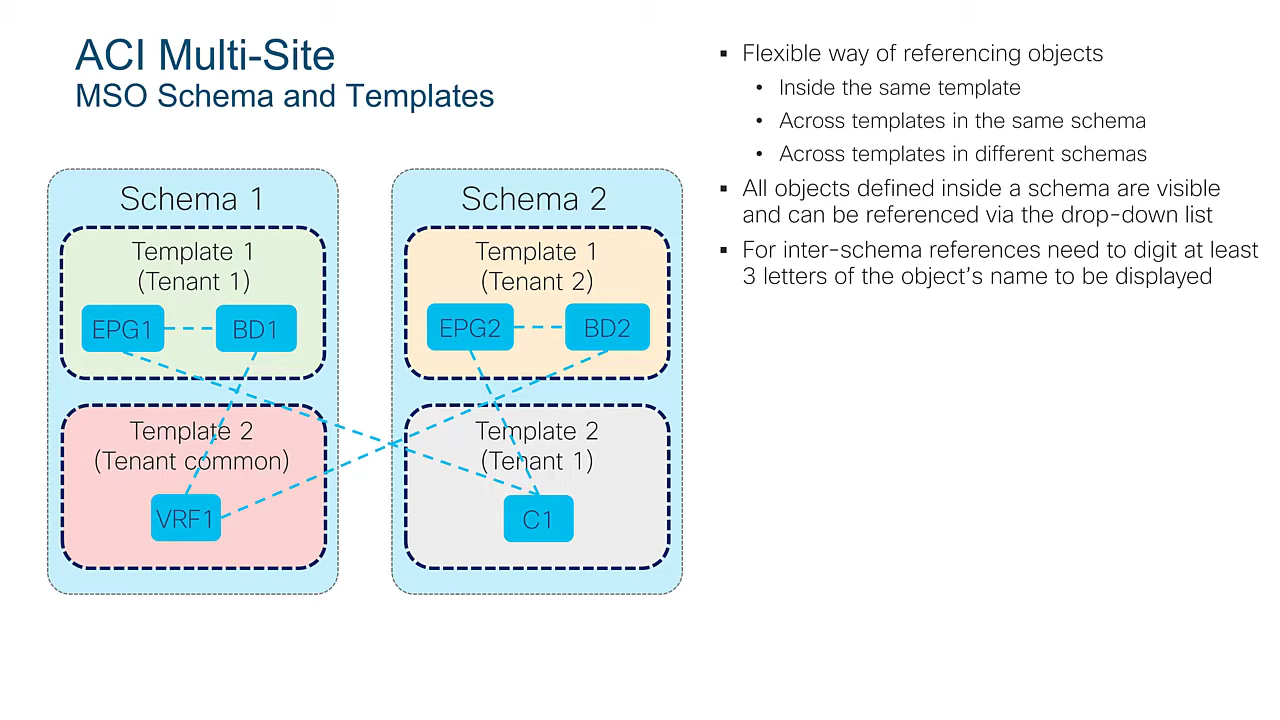 ACI Multi-Site
MSO Schema and Templates
Schema 1
Template 1
(Tenant 1)
EPG1
BD1
Template 2
(Tenant common)
VRF1
Schema 2
Template 1
(Tenant 2)
EPG2
BD2
Template 2
(Tenant 1)
C1
▪ Flexible way of referencing objects
• Inside the same template
• Across templates in the same schema
• Across templates in different schemas
▪ All objects defined inside a schema are visible
and can be referenced via the drop-down list
▪ For inter-schema references need to digit at least
3 letters of the object's name to be displayed